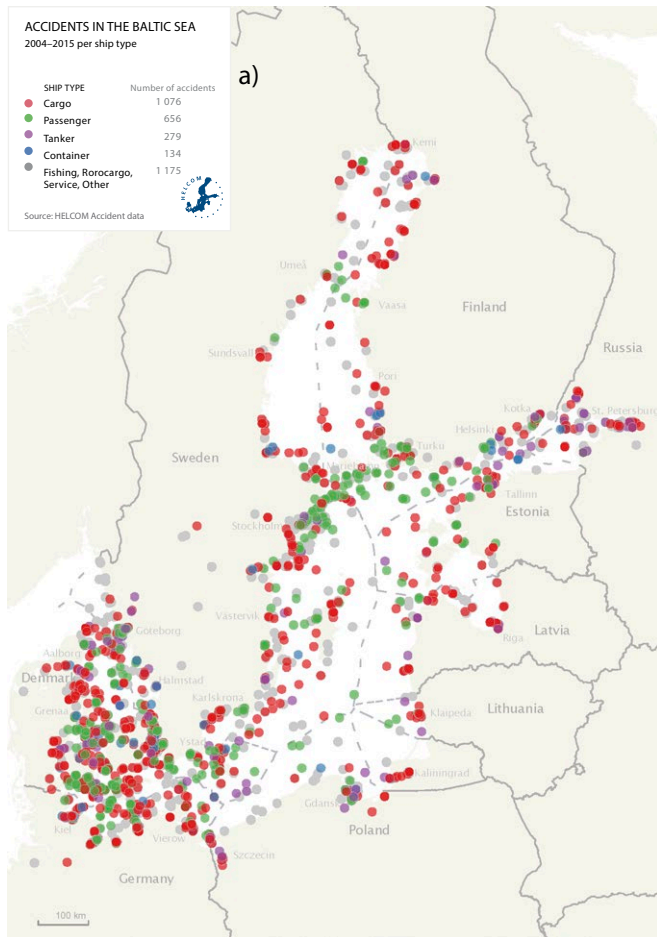 ACCIDENTS IN THE BALTIC SEA
2004–2015 per ship type
a)
SHIP TYPE Number of accidents
Cargo 1 076
Passenger 656
Tanker 279
Container 134
Fishing, Rorocargo, 1 175
Service, Other
HELCOM
Source: HELCOM Accident data
Kemi
Umeå
Vaasa
Finland
Sundsvall
Russia
Pori
Kotka
St. Petersburg
Helsinki
Turku
Sweden
Mariehamn
Tallinn
Stockholm
Estonia
Västervik
Göteborg
Latvia
Riga
Aalborg
Denmark
Halmstad
Karlskrona
Grenaa
Klaipeda
Lithuania
Ystad
Kaliningrad
Gdansk
Kiel
Vierow
Poland
Szczecin
Germany
100 km